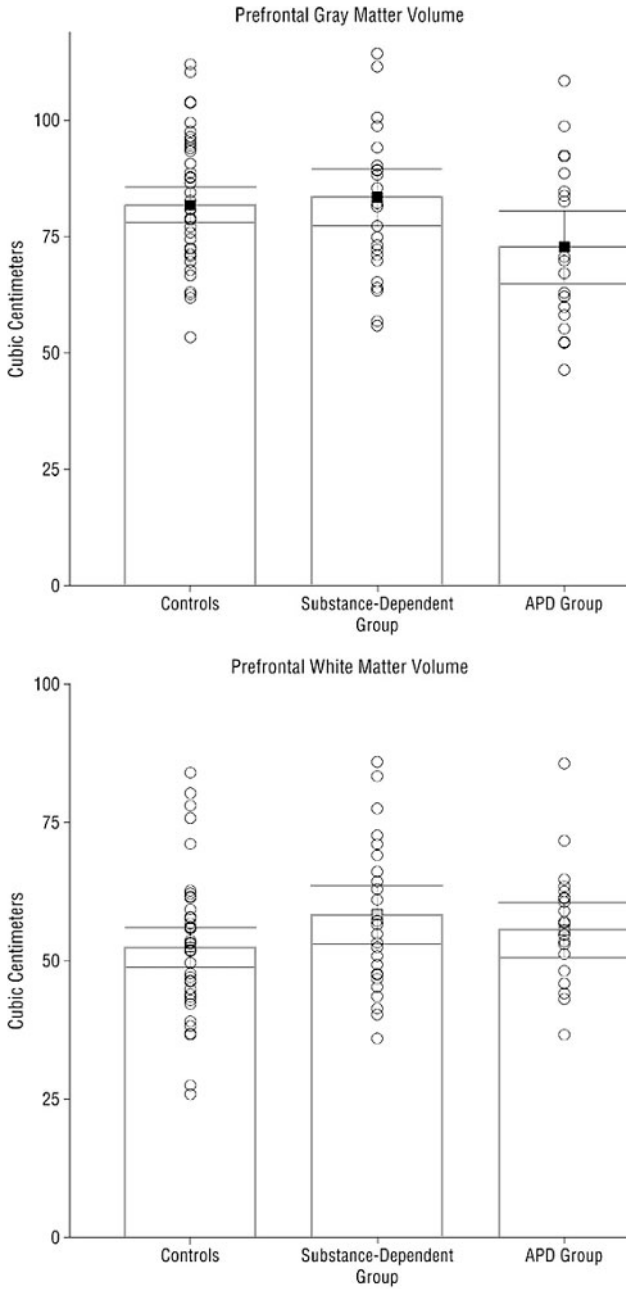 Prefrontal Gray Matter Volume
100
75
50
25
0
Cubic Centimeters
Controls
Substance-Dependent
Group
APD Group
Prefrontal White Matter Volume
100
75
50
25
0
Cubic Centimeters
Controls
Substance-Dependent
Group
APD Group